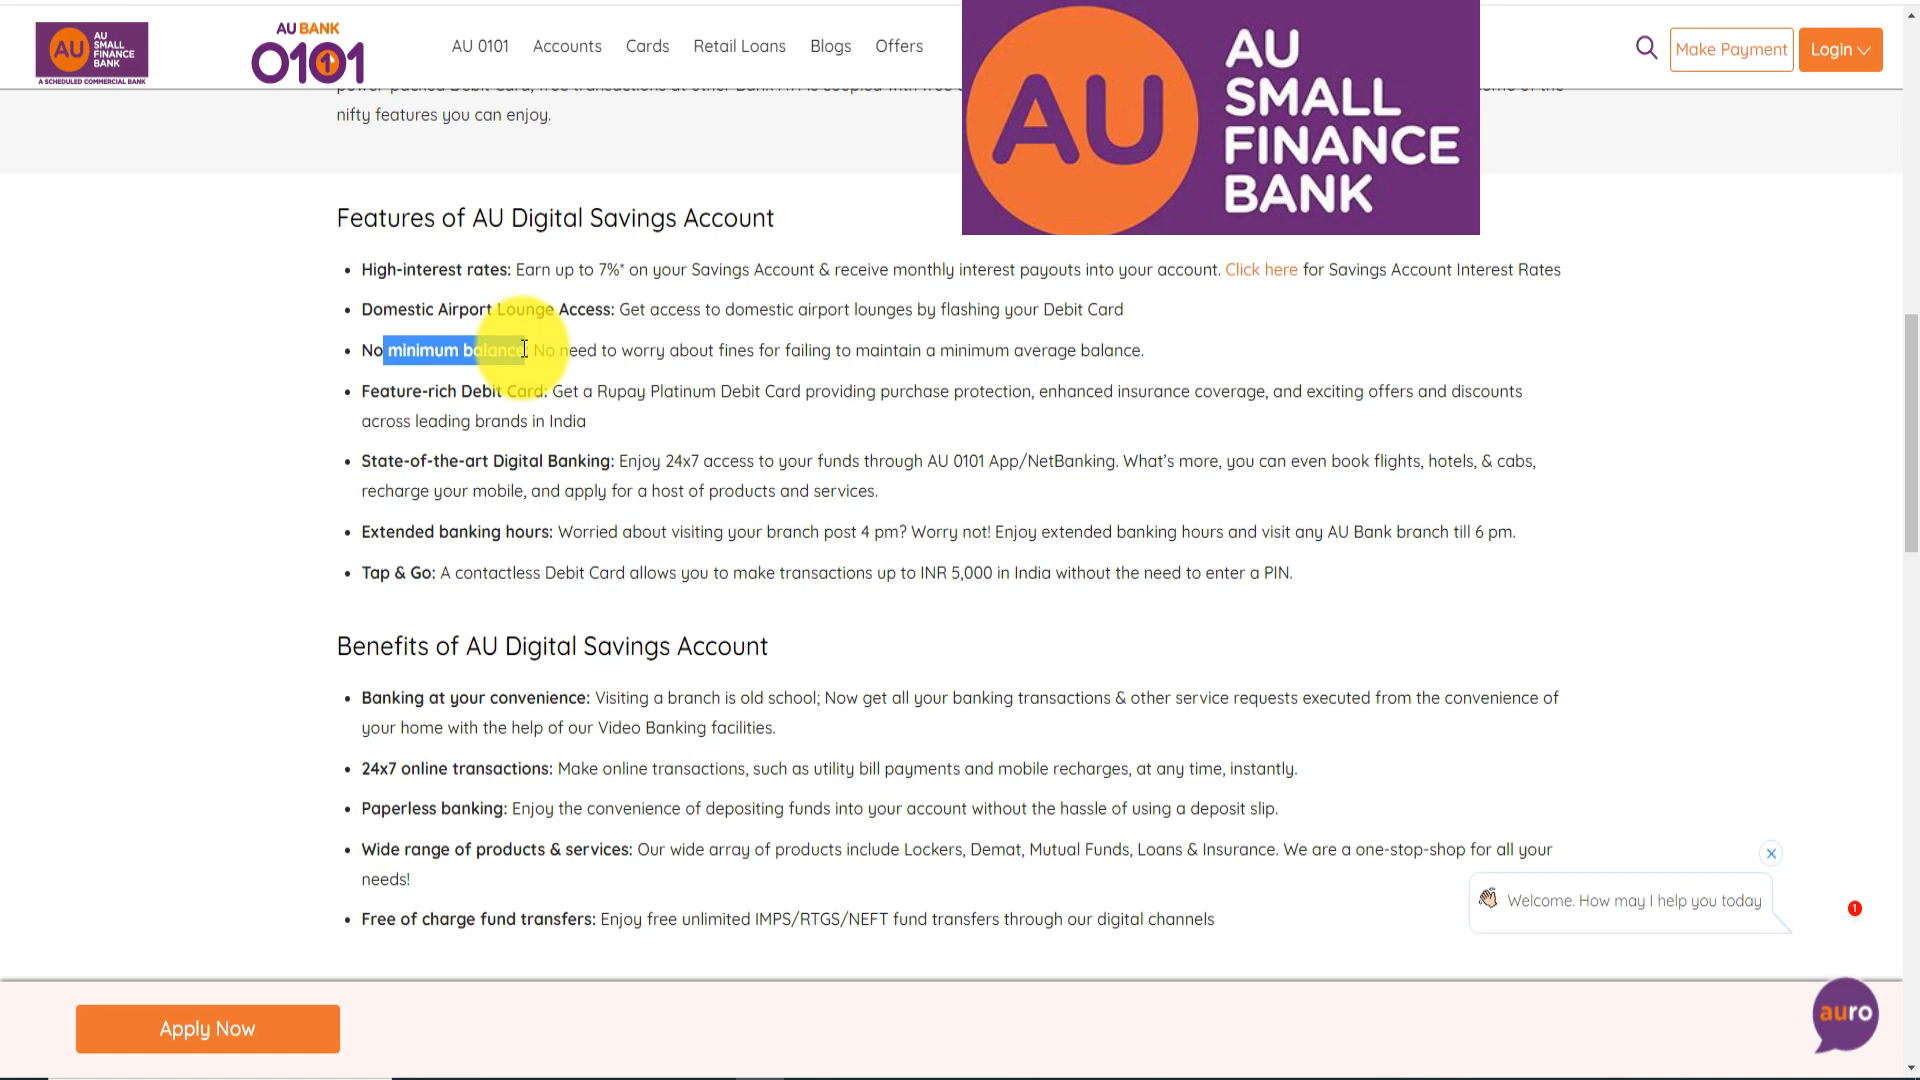 AU
AU
SMALL
FINANCE
BANK
A SCHEDULED COMMERCIAL BANK
AU BANK
0101
AU 0101
Accounts
Cards
Retail Loans
Blogs
Offers
AU
AU
SMALL
FINANCE
BANK
Make Payment
Login
nifty features you can enjoy.
Features of AU Digital Savings Account
• High-interest rates: Earn up to 7%* on your Savings Account & receive monthly interest payouts into your account. Click here for Savings Account Interest Rates
• Domestic Airport Lounge Access: Get access to domestic airport lounges by flashing your Debit Card
• No minimum balance: No need to worry about fines for failing to maintain a minimum average balance.
• Feature-rich Debit Card: Get a Rupay Platinum Debit Card providing purchase protection, enhanced insurance coverage, and exciting offers and discounts
across leading brands in India
• State-of-the-art Digital Banking: Enjoy 24x7 access to your funds through AU 0101 App/NetBanking. What's more, you can even book flights, hotels, & cabs,
recharge your mobile, and apply for a host of products and services.
• Extended banking hours: Worried about visiting your branch post 4 pm? Worry not! Enjoy extended banking hours and visit any AU Bank branch till 6 pm.
• Tap & Go: A contactless Debit Card allows you to make transactions up to INR 5,000 in India without the need to enter a PIN.
Benefits of AU Digital Savings Account
• Banking at your convenience: Visiting a branch is old school; Now get all your banking transactions & other service requests executed from the convenience of
your home with the help of our Video Banking facilities.
• 24x7 online transactions: Make online transactions, such as utility bill payments and mobile recharges, at any time, instantly.
• Paperless banking: Enjoy the convenience of depositing funds into your account without the hassle of using a deposit slip.
• Wide range of products & services: Our wide array of products include Lockers, Demat, Mutual Funds, Loans & Insurance. We are a one-stop-shop for all your
needs!
• Free of charge fund transfers: Enjoy free unlimited IMPS/RTGS/NEFT fund transfers through our digital channels
Welcome. How may I help you today
1
Apply Now
auro